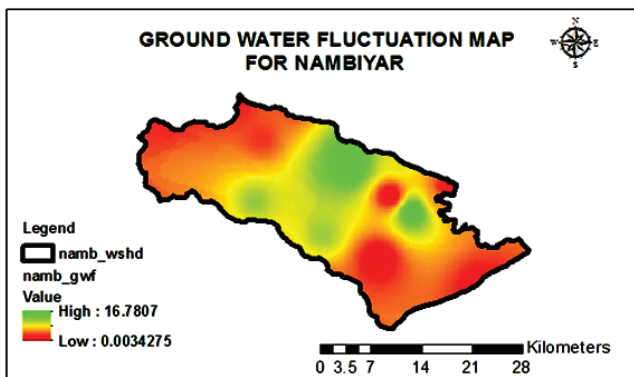 GROUND WATER FLUCTUATION MAP
FOR NAMBIYAR
N
W E
S
Legend
namb_wshd
namb_gwf
Value
High : 16.7807
Low : 0.0034275
Kilometers
0 3.5 7 14 21 28